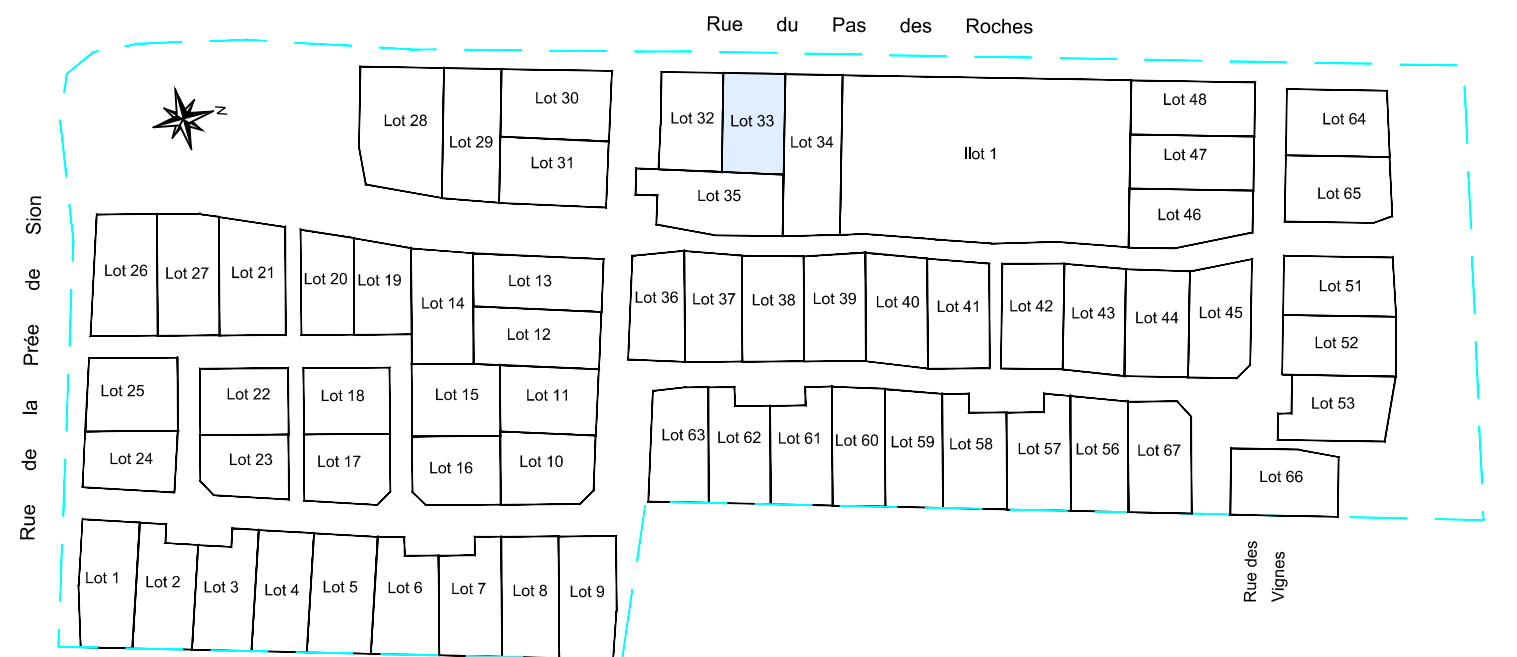 Rue du Pas des Roches
N
Rue de la Prée de Sion
Lot 28
Lot 29
Lot 30
Lot 31
Lot 32
Lot 33
Lot 34
Lot 35
Ilot 1
Lot 48
Lot 47
Lot 46
Lot 64
Lot 65
Lot 26
Lot 27
Lot 21
Lot 20
Lot 19
Lot 14
Lot 13
Lot 12
Lot 36
Lot 37
Lot 38
Lot 39
Lot 40
Lot 41
Lot 42
Lot 43
Lot 44
Lot 45
Lot 51
Lot 52
Lot 53
Lot 25
Lot 24
Lot 22
Lot 23
Lot 18
Lot 17
Lot 15
Lot 11
Lot 16
Lot 10
Lot 63
Lot 62
Lot 61
Lot 60
Lot 59
Lot 58
Lot 57
Lot 56
Lot 67
Lot 66
Lot 1
Lot 2
Lot 3
Lot 4
Lot 5
Lot 6
Lot 7
Lot 8
Lot 9
Rue des
Vignes